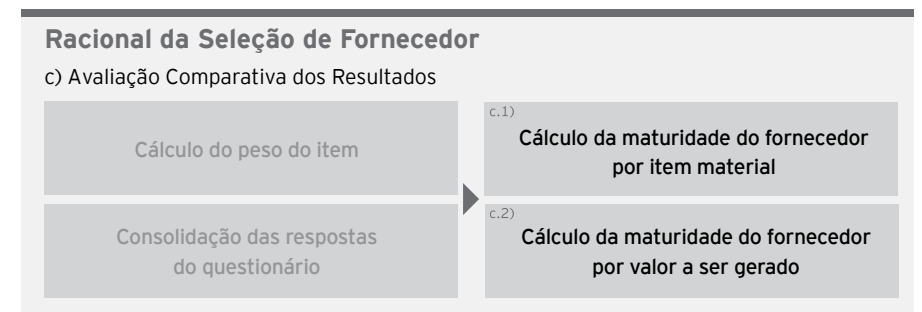 Racional da Seleção de Fornecedor
c) Avaliação Comparativa dos Resultados
Cálculo do peso do item
Consolidação das respostas
do questionário
c.1)
Cálculo da maturidade do fornecedor
por item material
c.2)
Cálculo da maturidade do fornecedor
por valor a ser gerado